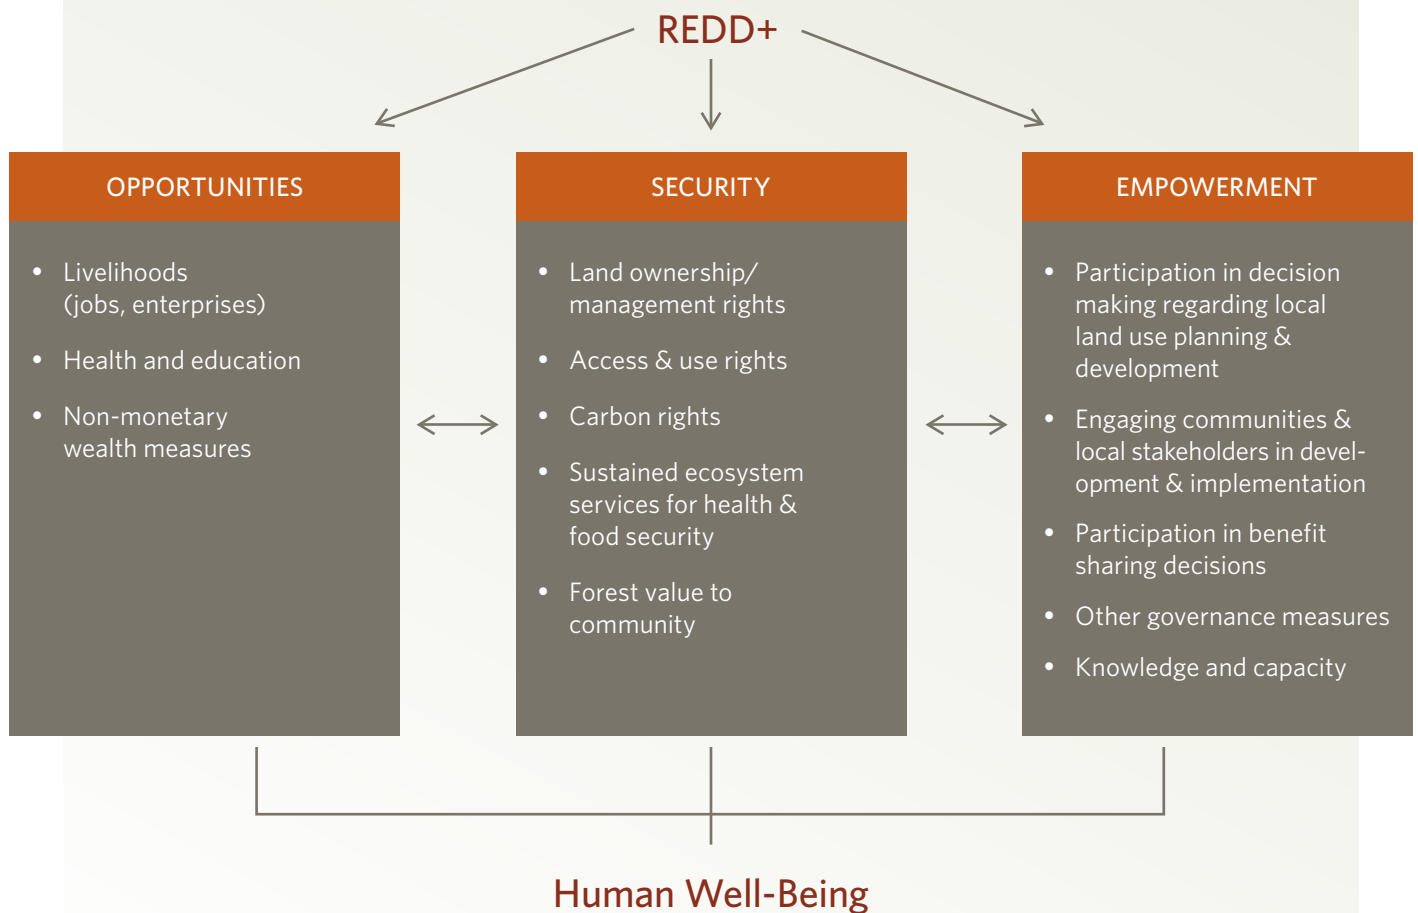 REDD+
OPPORTUNITIES
• Livelihoods
(jobs, enterprises)
• Health and education
• Non-monetary
wealth measures
SECURITY
• Land ownership/
management rights
• Access & use rights
• Carbon rights
• Sustained ecosystem
services for health &
food security
• Forest value to
community
EMPOWERMENT
• Participation in decision
making regarding local
land use planning &
development
• Engaging communities &
local stakeholders in devel-
opment & implementation
• Participation in benefit
sharing decisions
• Other governance measures
• Knowledge and capacity
Human Well-Being